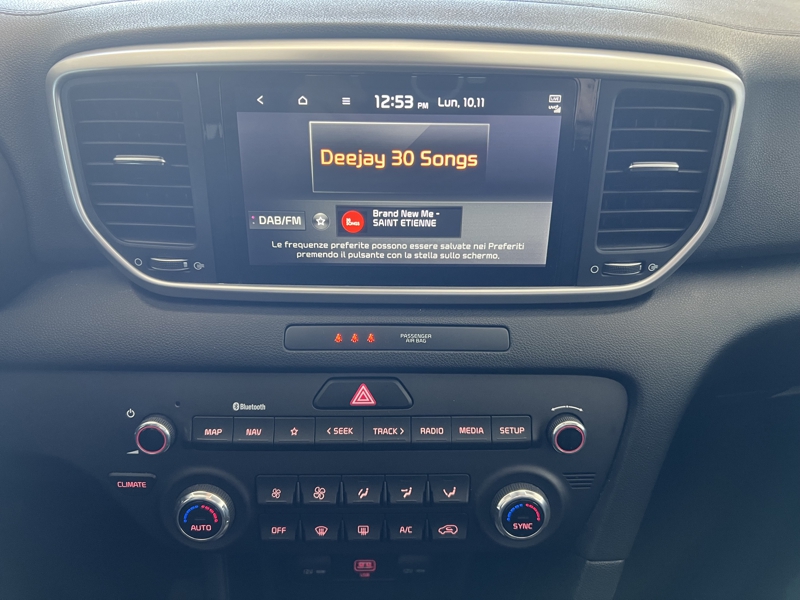 12:53 PM Lun, 10.11
Deejay 30 Songs
DAB/FM
Brand New Me -
SAINT ETIENNE
Le frequenze preferite possono essere salvate nei Preferiti
premendo il pulsante con la stella sullo schermo.
PASSENGER
AIR BAG
Bluetooth
MAP NAV SEEK TRACK RADIO MEDIA SETUP
CLIMATE
AUTO
SYNC
OFF A/C